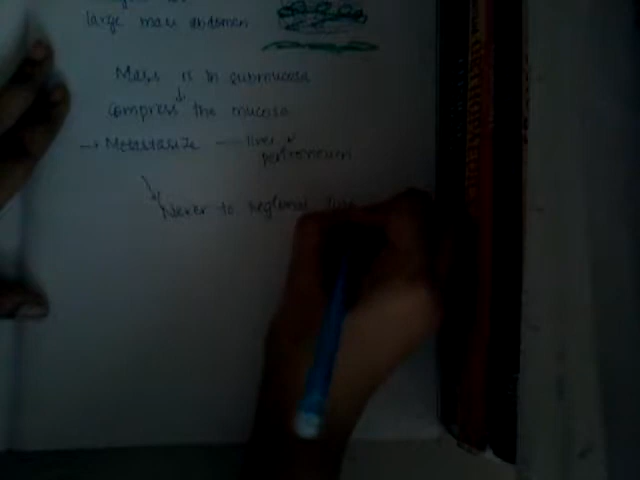 large mass abdomen
Mass is in submucosa
compress the mucosa
→ Metastasize — liver
peritoneum
Never to regional